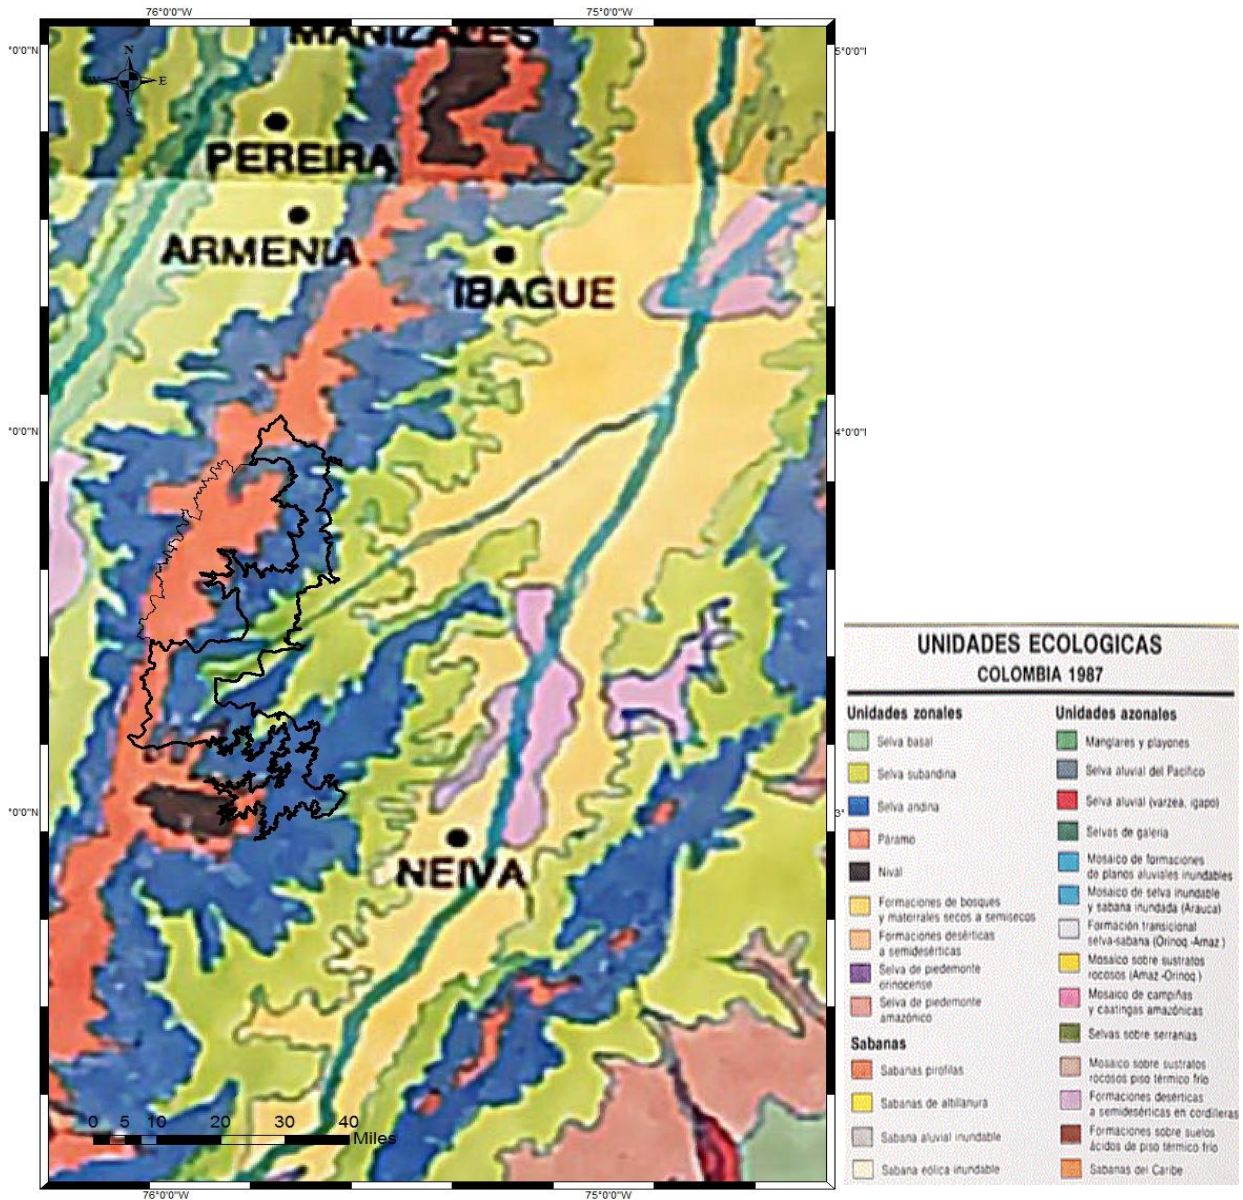 76°0'0"W
75°0'0"W
°0'0"N
5°0'0"N
N
W
E
S
MANIZALES
PEREIRA
ARMENIA
IBAGUE
°0'0"N
4°0'0"N
°0'0"N
3°
NEIVA
0 5 10 20 30 40
Miles
76°0'0"W
75°0'0"W
UNIDADES ECOLOGICAS
COLOMBIA 1987
Unidades zonales
Selva basal
Selva subandina
Selva andina
Páramo
Nival
Formaciones de bosques
y matorrales secos a semisecos
Formaciones desérticas
a semidesérticas
Selva de piedemonte
orinocense
Selva de piedemonte
amazónico
Sabanas
Sabanas pirófilas
Sabanas de altillanura
Sabana aluvial inundable
Sabana eólica inundable
Unidades azonales
Manglares y playones
Selva aluvial del Pacífico
Selva aluvial (varzea, igapo)
Selvas de galería
Mosaico de formaciones
de planos aluviales inundables
Mosaico de selva inundable
y sabana inundada (Arauca)
Formación transicional
selva-sabana (Orinoq.-Amaz.)
Mosaico sobre sustratos
rocosos (Amaz.-Orinoq.)
Mosaico de campiñas
y caatingas amazónicas
Selvas sobre serranías
Mosaico sobre sustratos
rocosos piso térmico frío
Formaciones desérticas
a semidesérticas en cordilleras
Formaciones sobre suelos
ácidos de piso térmico frío
Sabanas del Caribe